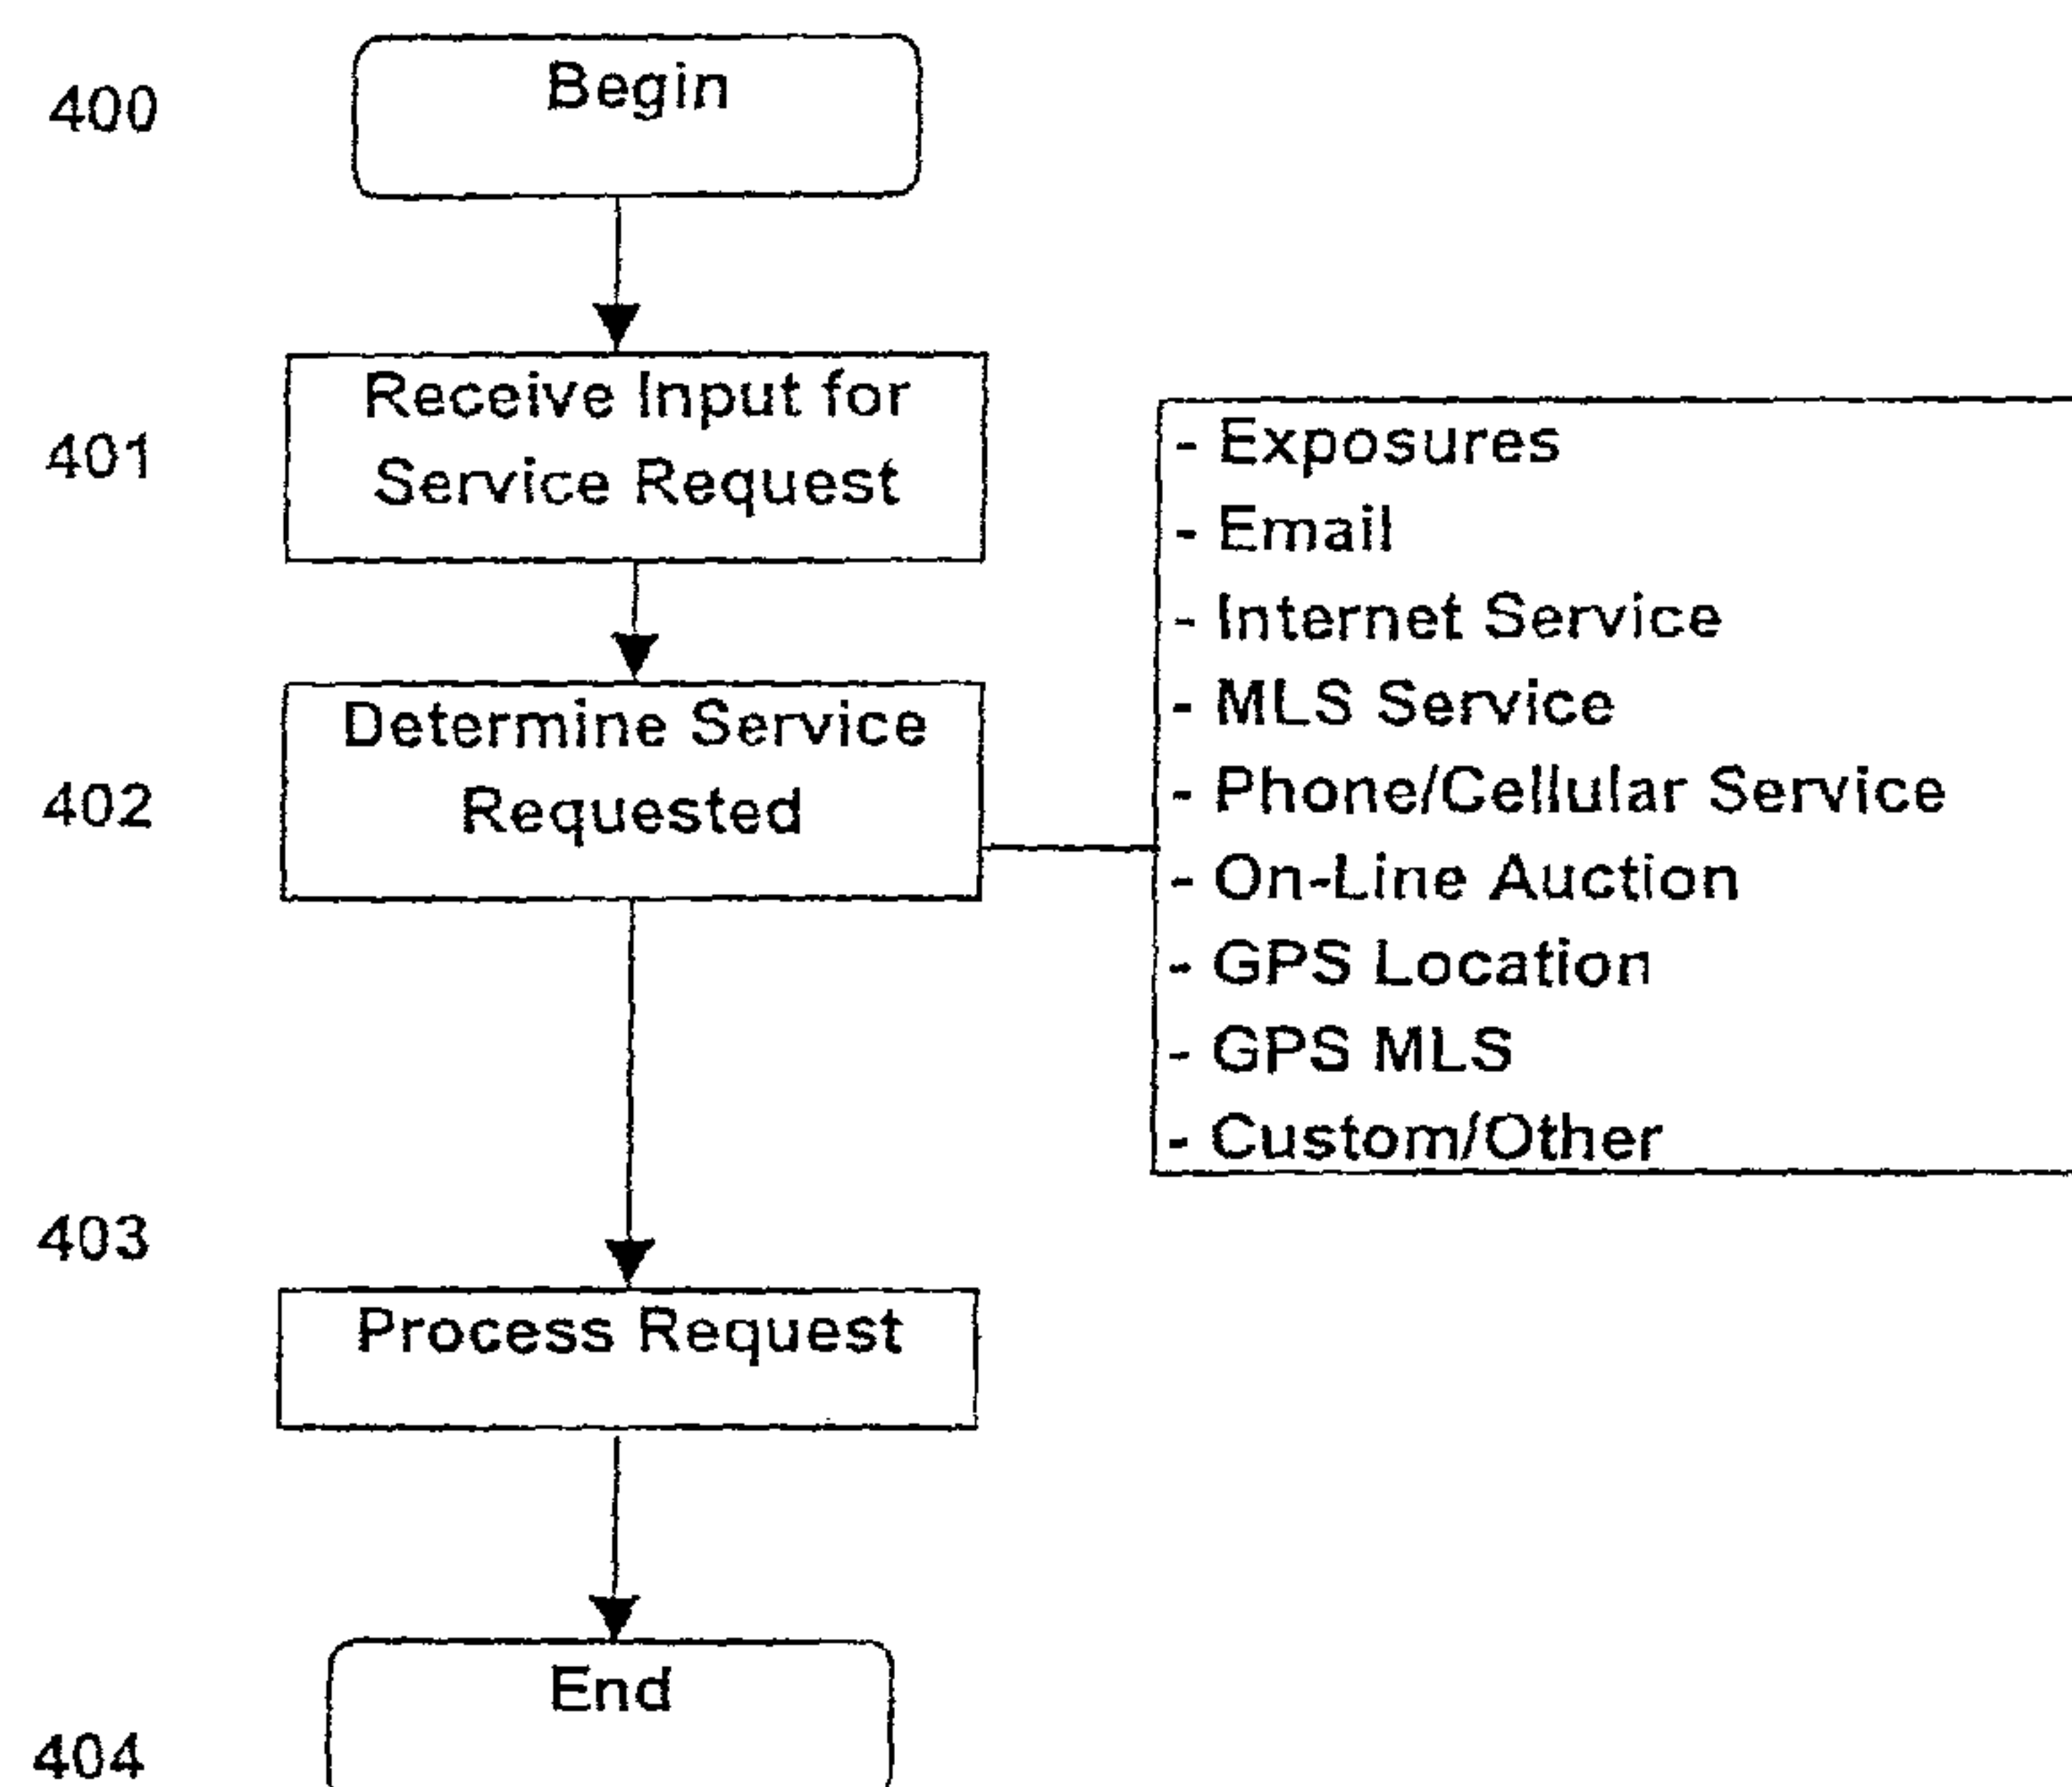 400
Begin
401
Receive Input for
Service Request
402
Determine Service
Requested
- Exposures
- Email
- Internet Service
- MLS Service
- Phone/Cellular Service
- On-Line Auction
- GPS Location
- GPS MLS
- Custom/Other
403
Process Request
404
End